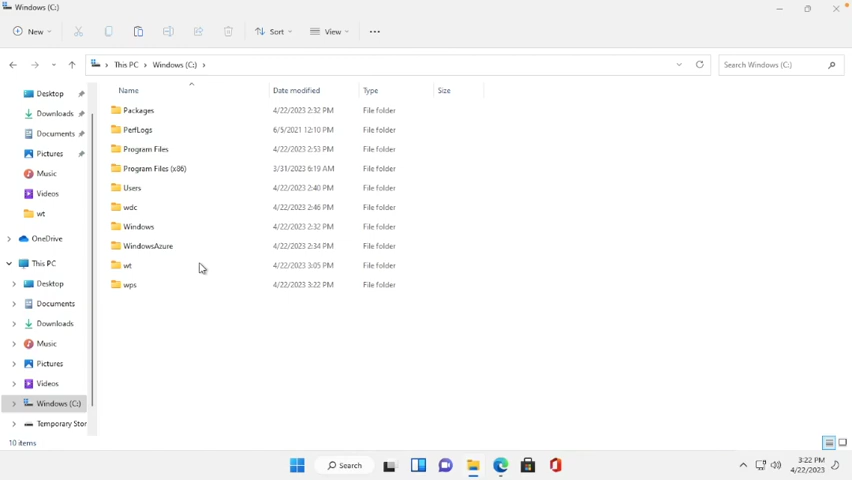 Windows (C:)
New
Sort
View
This PC
Windows (C:)
Search Windows (C:)
Name
Date modified
Type
Size
Packages 4/22/2023 2:32 PM File folder
PerfLogs 6/5/2021 12:10 PM File folder
Program Files 4/22/2023 2:53 PM File folder
Program Files (x86) 3/31/2023 6:19 AM File folder
Users 4/22/2023 2:40 PM File folder
wdc 4/22/2023 2:46 PM File folder
Windows 4/22/2023 2:32 PM File folder
WindowsAzure 4/22/2023 2:34 PM File folder
wt 4/22/2023 3:05 PM File folder
wps 4/22/2023 3:22 PM File folder
Desktop
Downloads
Documents
Pictures
Music
Videos
wt
OneDrive
This PC
Desktop
Documents
Downloads
Music
Pictures
Videos
Windows (C:)
Temporary Stor
10 items
Search
3:22 PM
4/22/2023